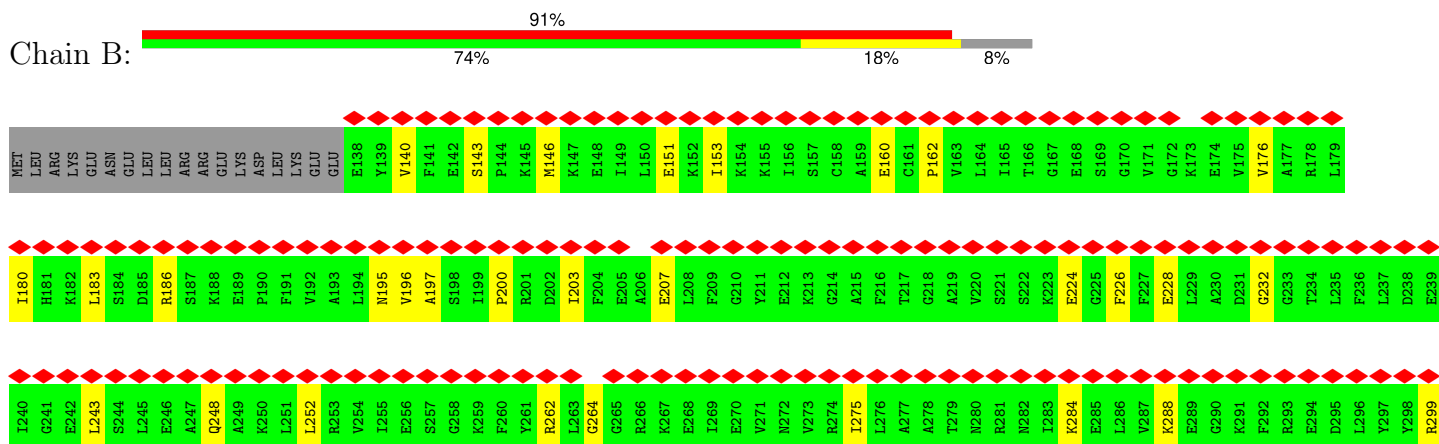 91%
Chain B:
74% 18% 8%
MET LEU ARG LYS GLU ASN GLU LEU LEU ARG ARG GLU LYS ASP LEU LYS GLU GLU E138 Y139 V140 F141 E142 S143 P144 K145 M146 K147 E148 I149 L150 E151 K152 I153 K154 K155 I156 S157 C158 A159 E160 C161 P162 V163 L164 I165 T166 G167 E168 S169 G170 V171 G172 K173 E174 V175 V176 A177 R178 L179
I180 H181 K182 L183 S184 D185 R186 S187 K188 E189 P190 F191 V192 A193 L194 N195 V196 A197 S198 I199 P200 R201 D202 I203 F204 E205 A206 E207 L208 F209 G210 Y211 E212 K213 G214 A215 F216 T217 G218 A219 V220 S221 S222 K223 E224 G225 F226 F227 E228 L229 A230 D231 G232 G233 T234 L235 F236 L237 D238 E239
I240 G241 E242 L243 S244 L245 E246 A247 Q248 A249 K250 L251 L252 R253 V254 I255 E256 S257 G258 K259 F260 Y261 R262 L263 G264 G265 R266 K267 E268 I269 E270 V271 N272 V273 R274 I275 L276 A277 A278 T279 N280 R281 N282 I283 K284 E285 L286 V287 K288 E289 G290 K291 F292 R293 E294 D295 L296 Y297 Y298 R299